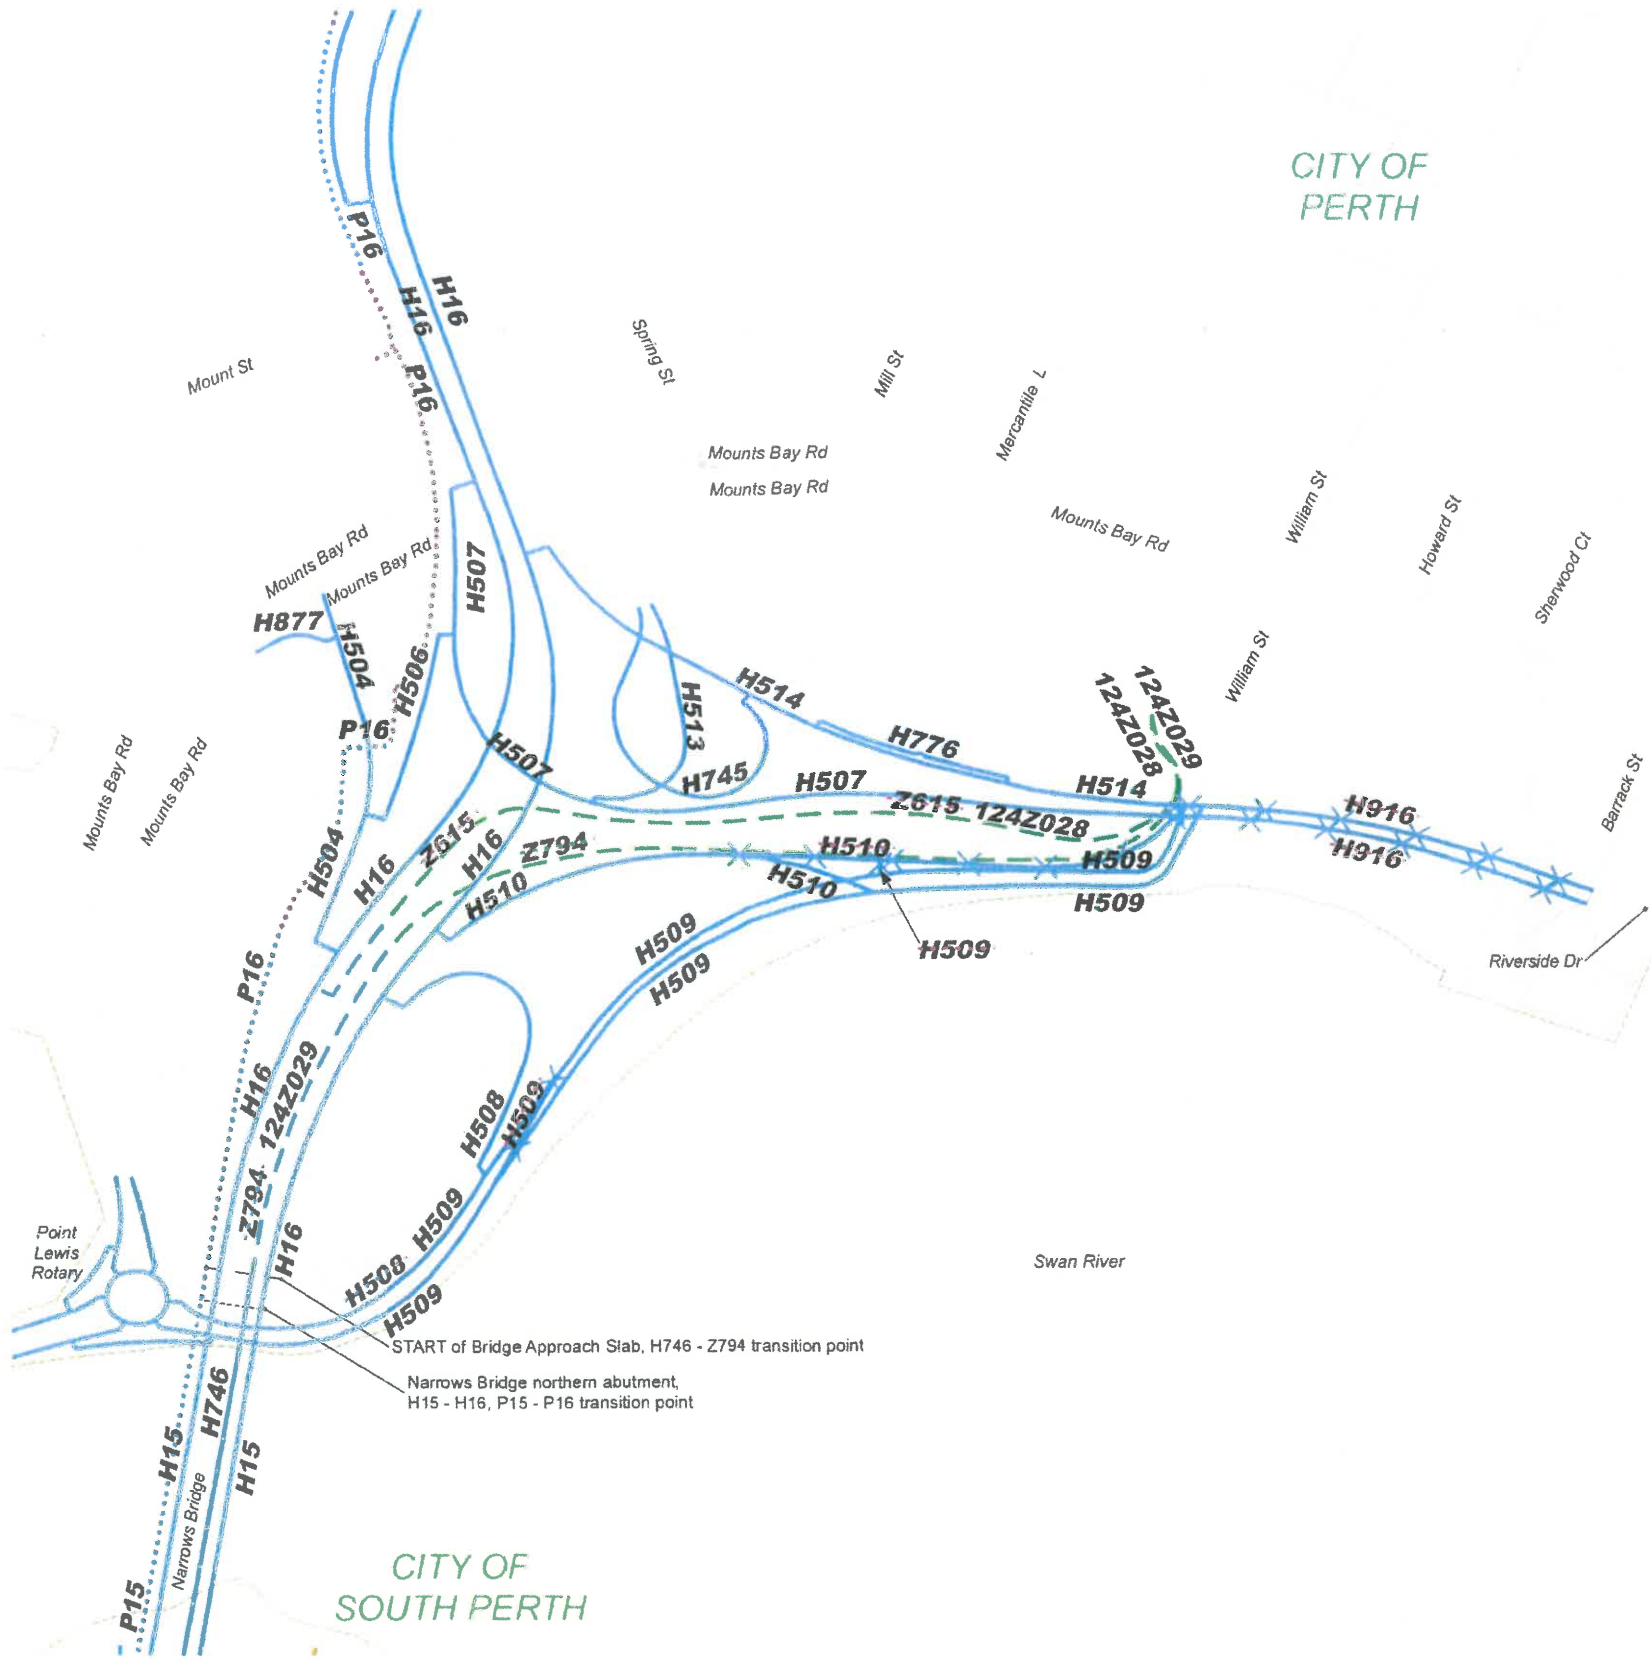 CITY OF
PERTH
P16
H16
H16
P16
Mount St
Spring St
Mill St
Mercantile L
Mounts Bay Rd
Mounts Bay Rd
Mounts Bay Rd
William St
Howard St
Sherwood Ct
Mounts Bay Rd
Mounts Bay Rd
H507
H877
H504
H506
William St
P16
H513
H514
124Z028
124Z029
Mounts Bay Rd
Mounts Bay Rd
H507
H776
H745
H507
H514
Barrack St
Z615
124Z028
H916
H916
Z615
H16
Z794
H510
H509
H504
H16
H510
H510
H509
H509
H509
H509
Riverside Dr
P16
H16
124Z029
H508
H509
Z794
H16
H509
Point
Lewis
Rotary
Swan River
H508
H509
START of Bridge Approach Slab, H746 - Z794 transition point
Narrows Bridge northern abutment,
H15 - H16, P15 - P16 transition point
H746
H15
H15
Narrows Bridge
P15
CITY OF
SOUTH PERTH